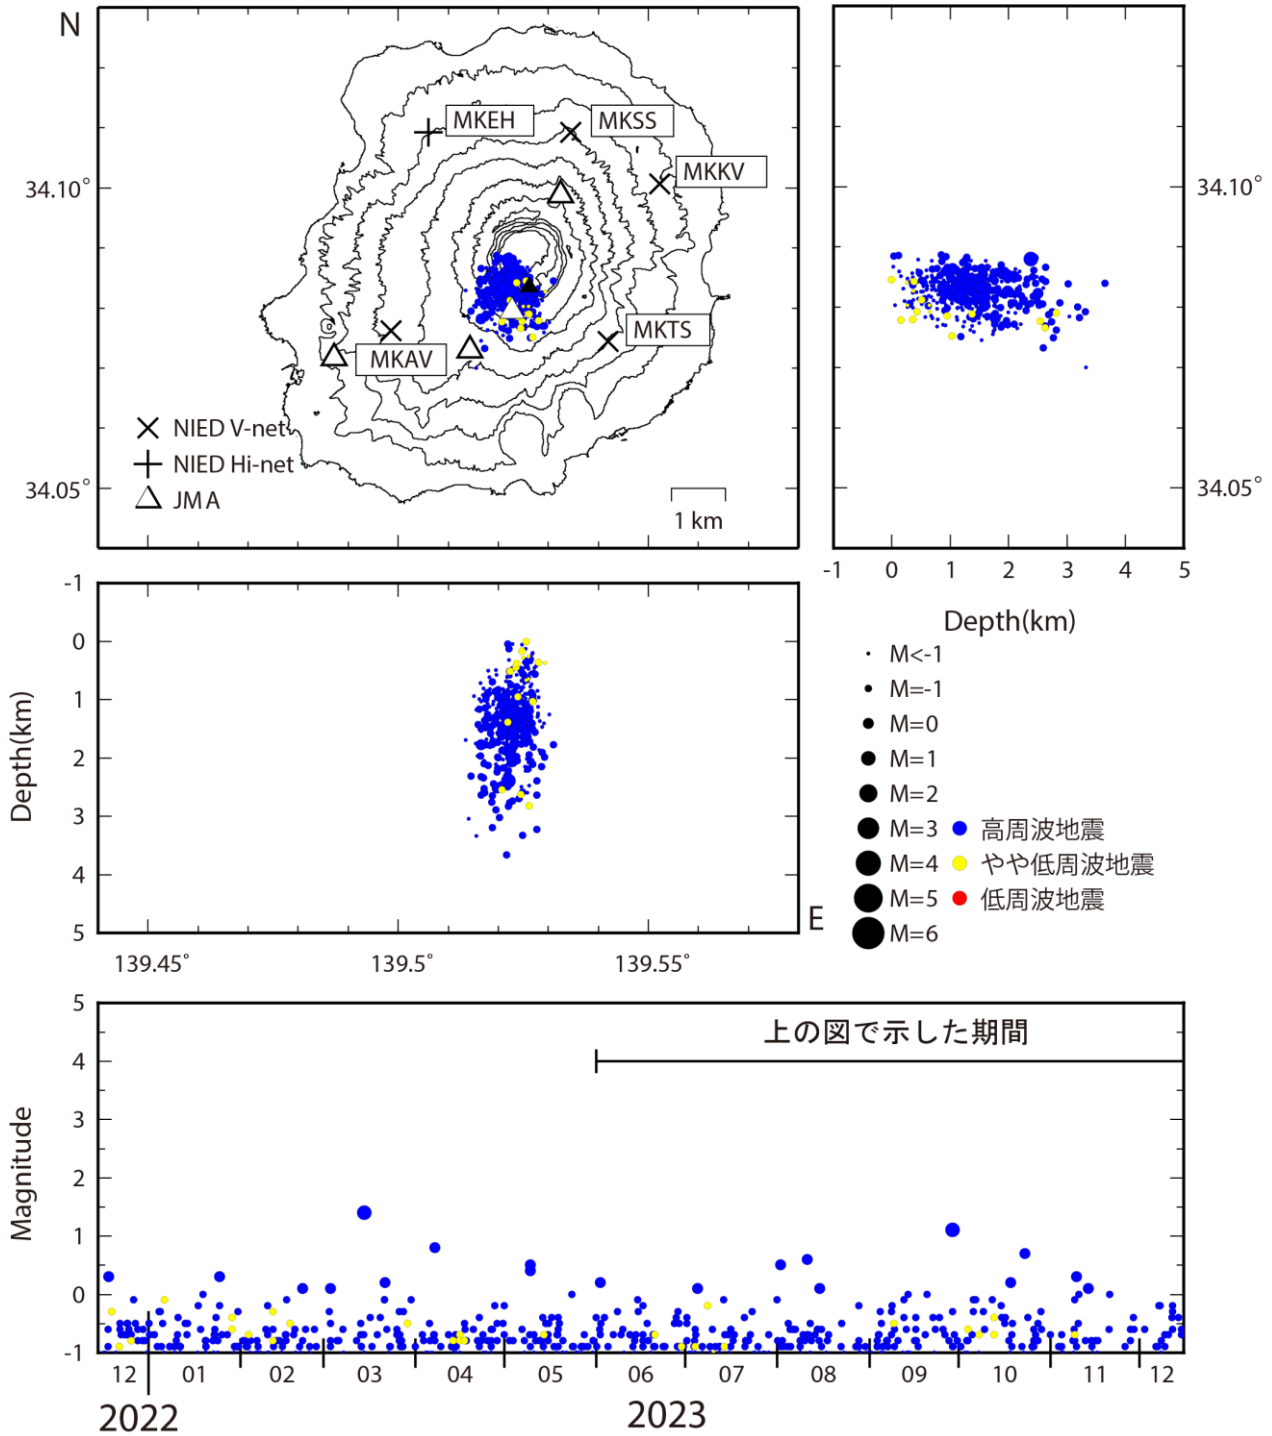 N
MKEH
MKSS
MKKV
MKTS
MKAV
34.10°
34.05°
× NIED V-net
+ NIED Hi-net
△ JMA
1 km
34.10°
34.05°
-1 0 1 2 3 4 5
Depth(km)
-1
0
1
2
3
4
5
Depth(km)
E
139.45° 139.5° 139.55°
M<-1
M=-1
M=0
M=1
M=2
M=3
M=4
M=5
M=6
高周波地震
やや低周波地震
低周波地震
5
4
3
2
1
0
-1
Magnitude
上の図で示した期間
12 01 02 03 04 05 06 07 08 09 10 11 12
2022 2023